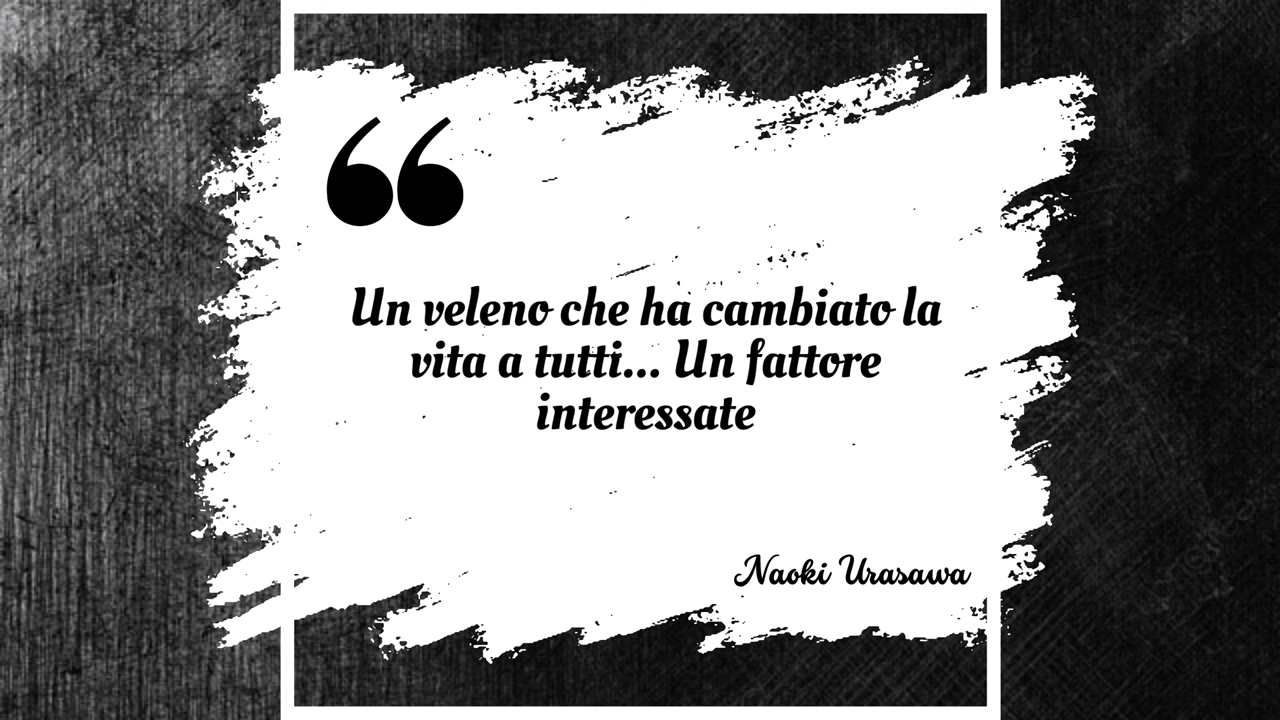 “
Un veleno che ha cambiato la
vita a tutti... Un fattore
interessate
Naoki Urasawa